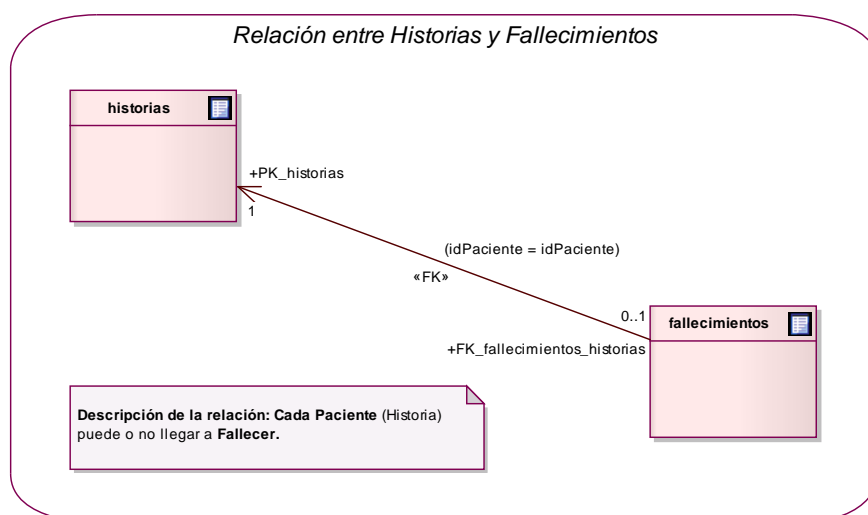 Relación entre Historias y Fallecimientos
historias
+PK_historias
1
(idPaciente = idPaciente)
«FK»
0..1
fallecimientos
+FK_fallecimientos_historias
Descripción de la relación: Cada Paciente (Historia)
puede o no llegar a Fallecer.